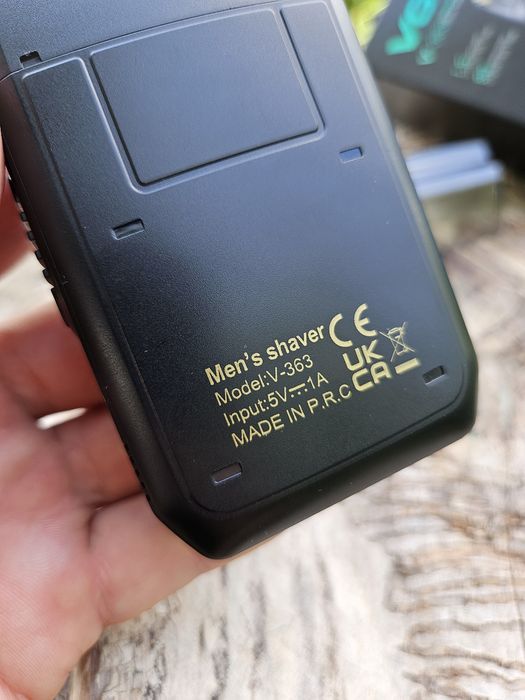 Men's shaver
Model:V-363
Input:5V⎓1A
MADE IN P.R.C
CE
UK
CA